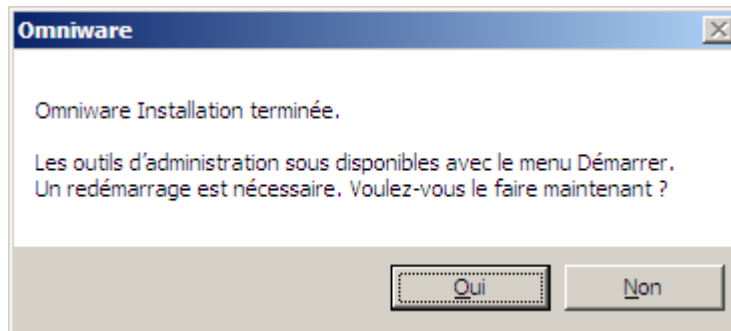 Omniware
Omniware Installation terminée.
Les outils d'administration sous disponibles avec le menu Démarrer.
Un redémarrage est nécessaire. Voulez-vous le faire maintenant ?
Oui
Non